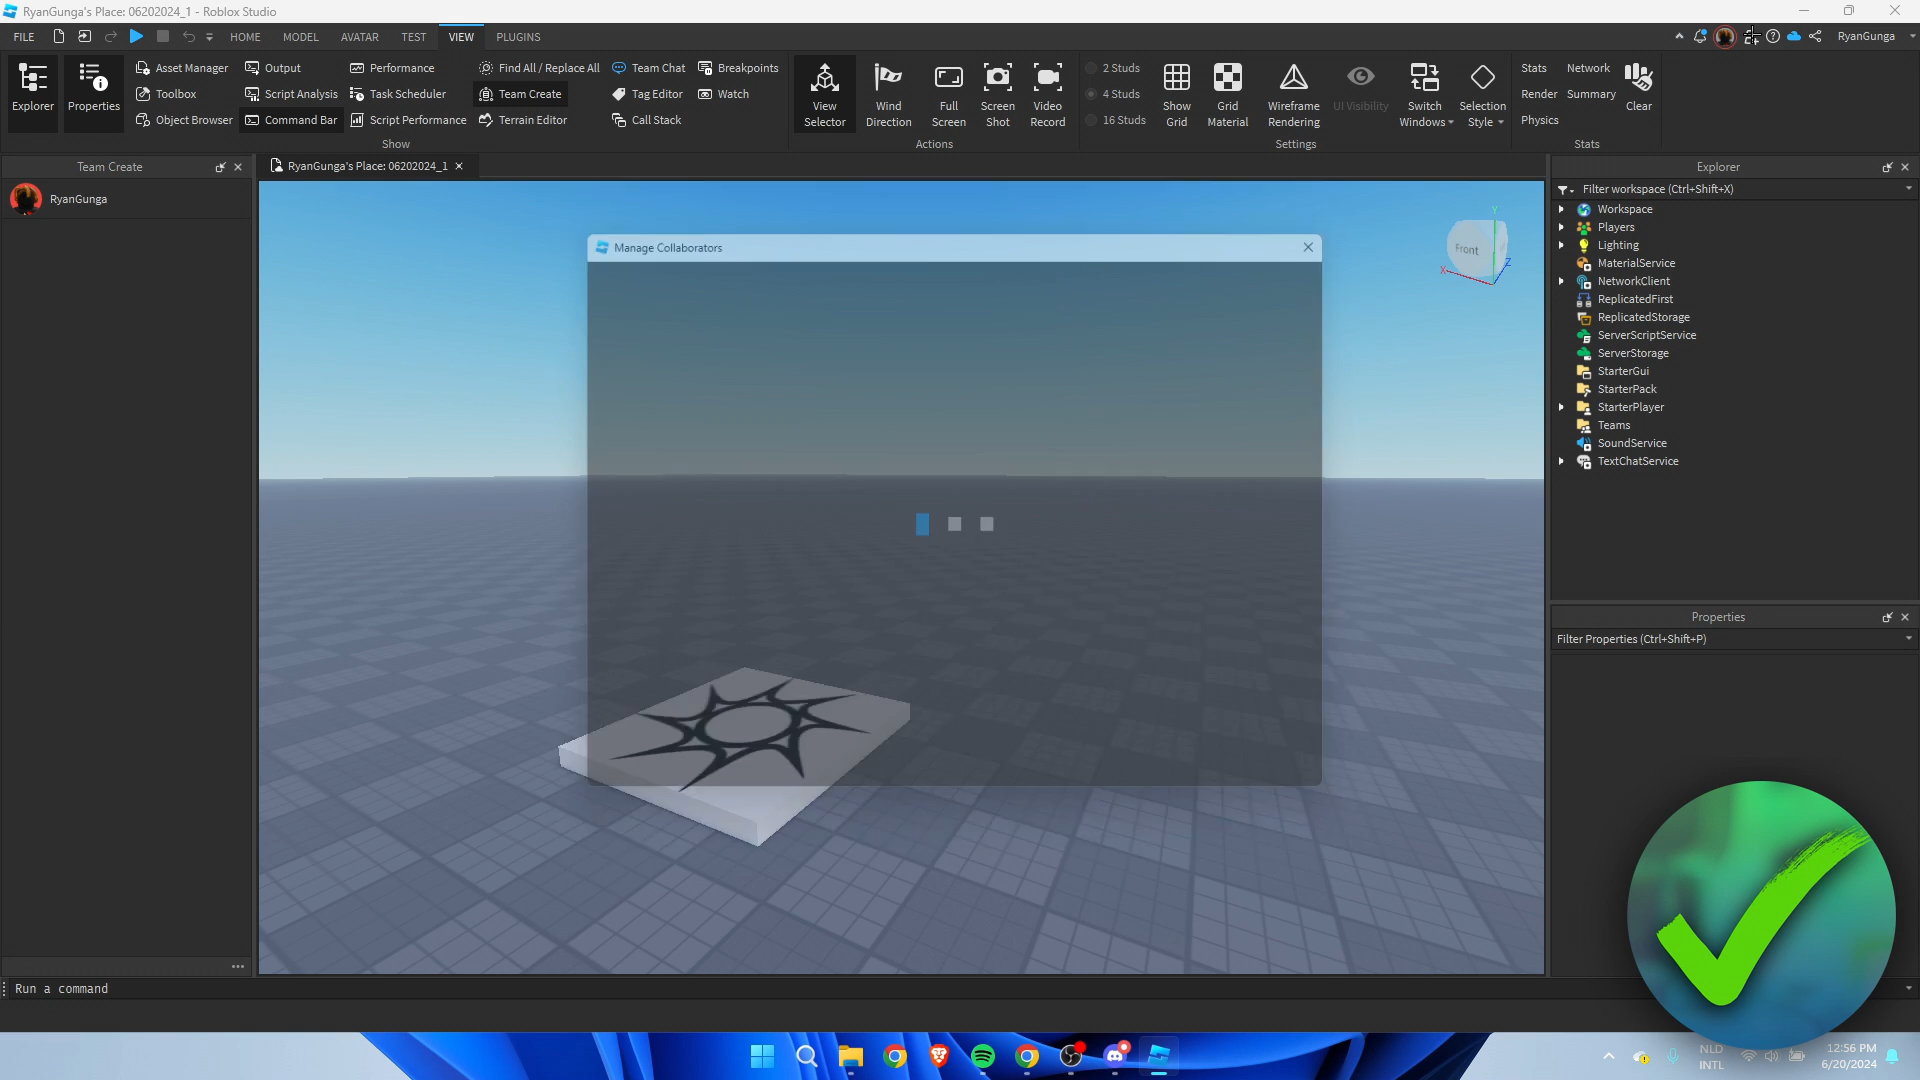 RyanGunga's Place: 06202024_1 - Roblox Studio
FILE HOME MODEL AVATAR TEST VIEW PLUGINS RyanGunga
Explorer
Properties
Asset Manager
Toolbox
Object Browser
Output
Script Analysis
Command Bar
Performance
Task Scheduler
Script Performance
Find All / Replace All
Team Create
Terrain Editor
Team Chat
Tag Editor
Call Stack
Breakpoints
Watch
Show
View
Selector
Wind
Direction
Full
Screen
Screen
Shot
Video
Record
Actions
2 Studs
4 Studs
16 Studs
Show
Grid
Grid
Material
Wireframe
Rendering
UI Visibility
Switch
Windows
Selection
Style
Settings
Stats
Render
Physics
Network
Summary
Clear
Stats
Team Create
RyanGunga
RyanGunga's Place: 06202024_1
Manage Collaborators
Front
Y
X
Z
Explorer
Filter workspace (Ctrl+Shift+X)
Workspace
Players
Lighting
MaterialService
NetworkClient
ReplicatedFirst
ReplicatedStorage
ServerScriptService
ServerStorage
StarterGui
StarterPack
StarterPlayer
Teams
SoundService
TextChatService
Properties
Filter Properties (Ctrl+Shift+P)
Run a command
NLD
INTL
12:56 PM
6/20/2024